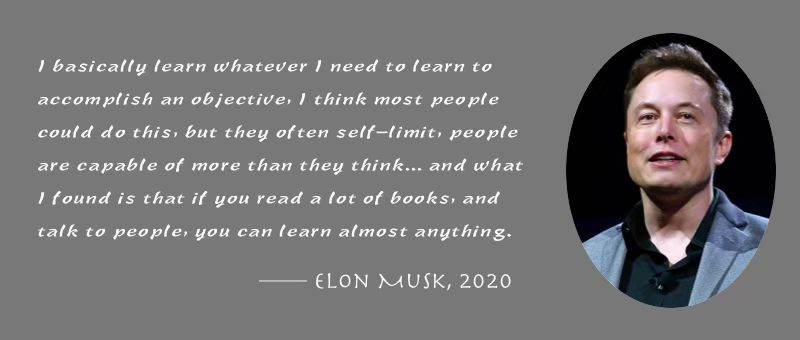 I basically learn whatever I need to learn to
accomplish an objective, I think most people
could do this, but they often self-limit, people
are capable of more than they think... and what
I found is that if you read a lot of books, and
talk to people, you can learn almost anything.
—— ELON MUSK, 2020